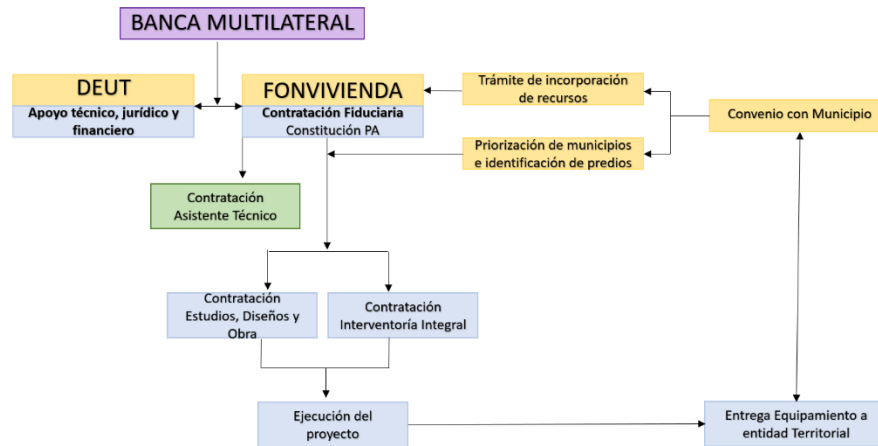 BANCA MULTILATERAL
DEUT
Apoyo técnico, jurídico y
financiero
FONVIVIENDA
Contratación Fiduciaria
Constitución PA
Trámite de incorporación
de recursos
Convenio con Municipio
Priorización de municipios
e identificación de predios
Contratación
Asistente Técnico
Contratación
Estudios, Diseños y
Obra
Contratación
Interventoría Integral
Ejecución del
proyecto
Entrega Equipamiento a
entidad Territorial